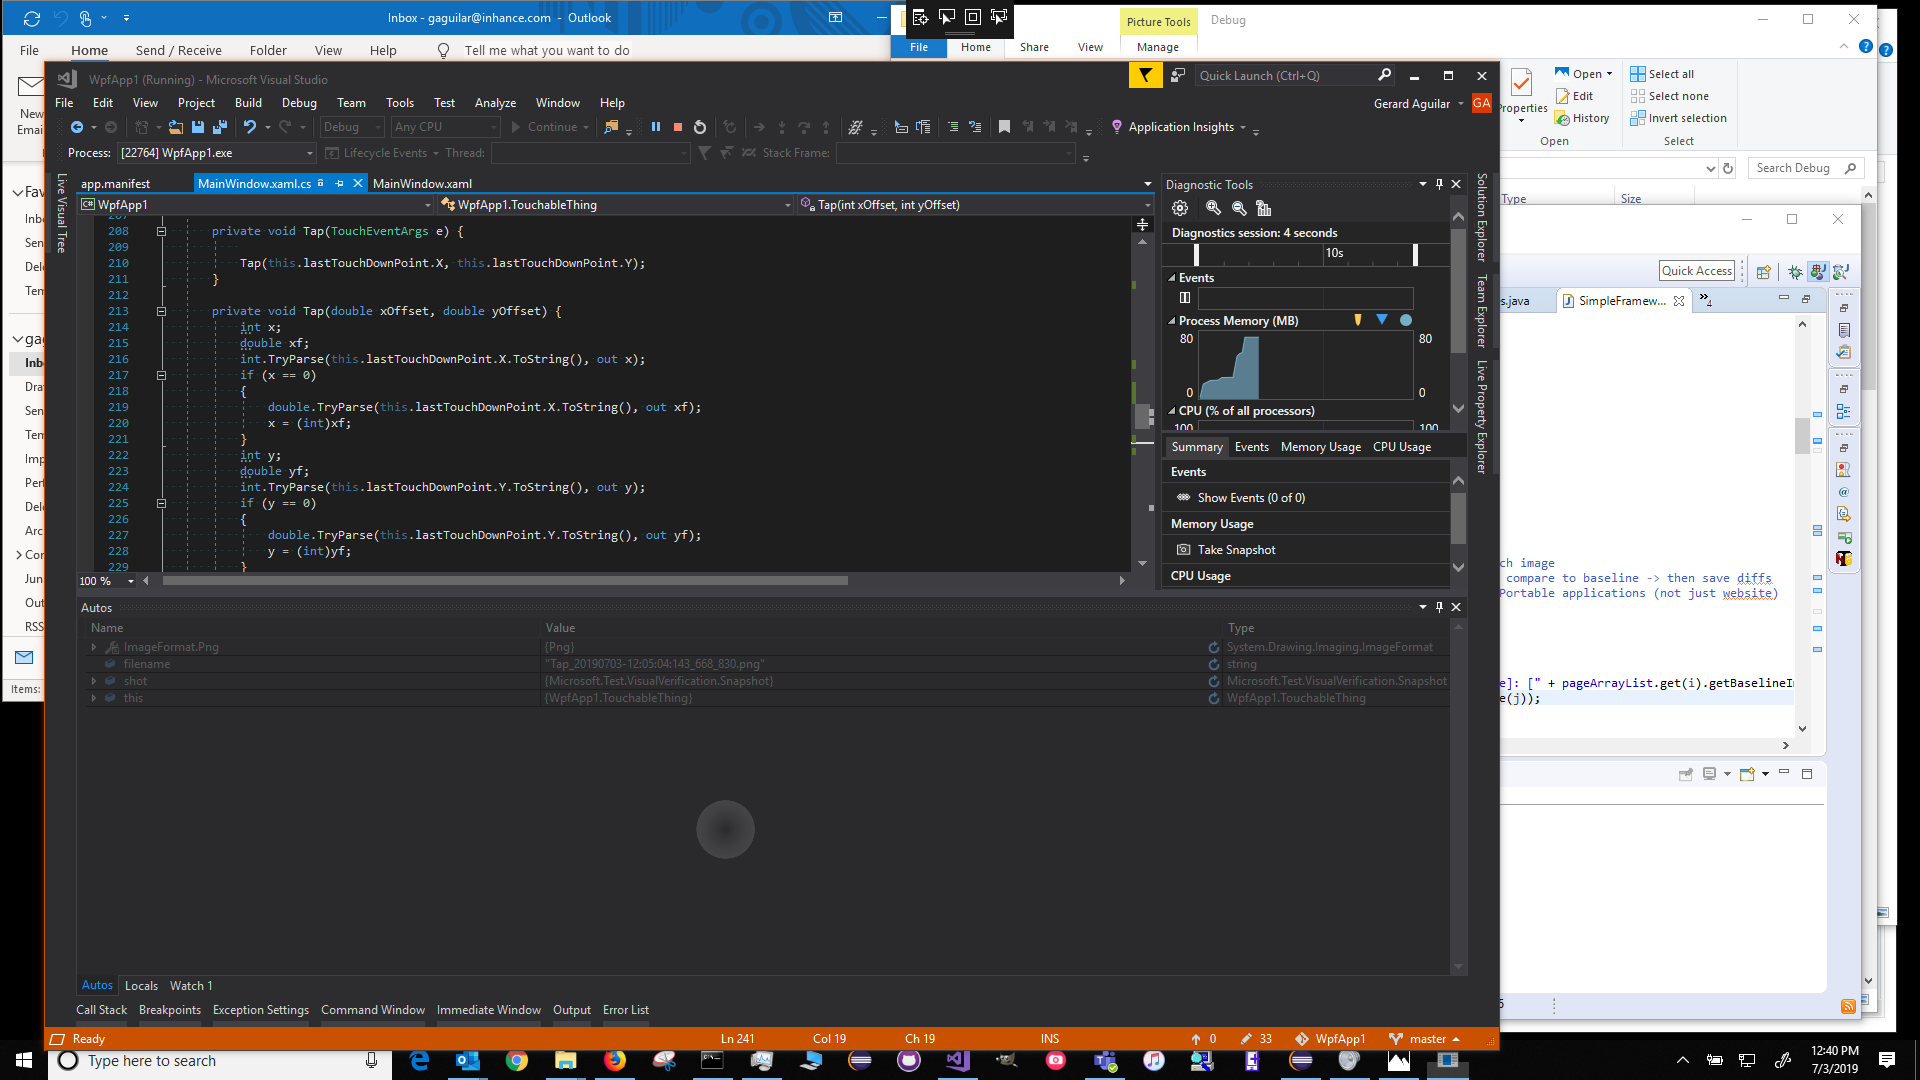 Inbox - gaguilar@inhance.com - Outlook
File Home Send / Receive Folder View Help Tell me what you want to do
New
Email
Picture Tools Debug
File Home Share View Manage
Properties
Open
Edit
History
Open
Select all
Select none
Invert selection
Select
Search Debug
Type Size
WpfApp1 (Running) - Microsoft Visual Studio
Quick Launch (Ctrl+Q)
File Edit View Project Build Debug Team Tools Test Analyze Window Help
Gerard Aguilar GA
Debug Any CPU Continue Application Insights
Process: [22764] WpfApp1.exe Lifecycle Events Thread: Stack Frame:
Live Visual Tree
app.manifest MainWindow.xaml.cs MainWindow.xaml
WpfApp1 WpfApp1.TouchableThing Tap(int xOffset, int yOffset)
207
208 private void Tap(TouchEventArgs e) {
209
210 Tap(this.lastTouchDownPoint.X, this.lastTouchDownPoint.Y);
211 }
212
213 private void Tap(double xOffset, double yOffset) {
214 int x;
215 double xf;
216 int.TryParse(this.lastTouchDownPoint.X.ToString(), out x);
217 if (x == 0)
218 {
219 double.TryParse(this.lastTouchDownPoint.X.ToString(), out xf);
220 x = (int)xf;
221 }
222 int y;
223 double yf;
224 int.TryParse(this.lastTouchDownPoint.Y.ToString(), out y);
225 if (y == 0)
226 {
227 double.TryParse(this.lastTouchDownPoint.Y.ToString(), out yf);
228 y = (int)yf;
229 }
100 %
Diagnostic Tools
Diagnostics session: 4 seconds
10s
Events
Process Memory (MB)
80 80
0 0
CPU (% of all processors)
100 100
Summary Events Memory Usage CPU Usage
Events
Show Events (0 of 0)
Memory Usage
Take Snapshot
CPU Usage
Solution Explorer
Team Explorer
Live Property Explorer
Autos
Name Value Type
ImageFormat.Png {Png} System.Drawing.Imaging.ImageFormat
filename "Tap_20190703-12:05:04:143_668_830.png" string
shot {Microsoft.Test.VisualVerification.Snapshot} Microsoft.Test.VisualVerification.Snapshot
this {WpfApp1.TouchableThing} WpfApp1.TouchableThing
Autos Locals Watch 1
Call Stack Breakpoints Exception Settings Command Window Immediate Window Output Error List
Ready Ln 241 Col 19 Ch 19 INS 0 33 WpfApp1 master
Fav
Inb
Sen
Del
Tem
gag
Inb
Dra
Sen
Tem
Imp
Per
Del
Arc
Con
Jun
Out
RSS
Items:
Quick Access
s.java SimpleFramew... 4
ch image
compare to baseline -> then save diffs
Portable applications (not just website)
e]: [" + pageArrayList.get(i).getBaselineIm
e(j));
Type here to search
12:40 PM
7/3/2019